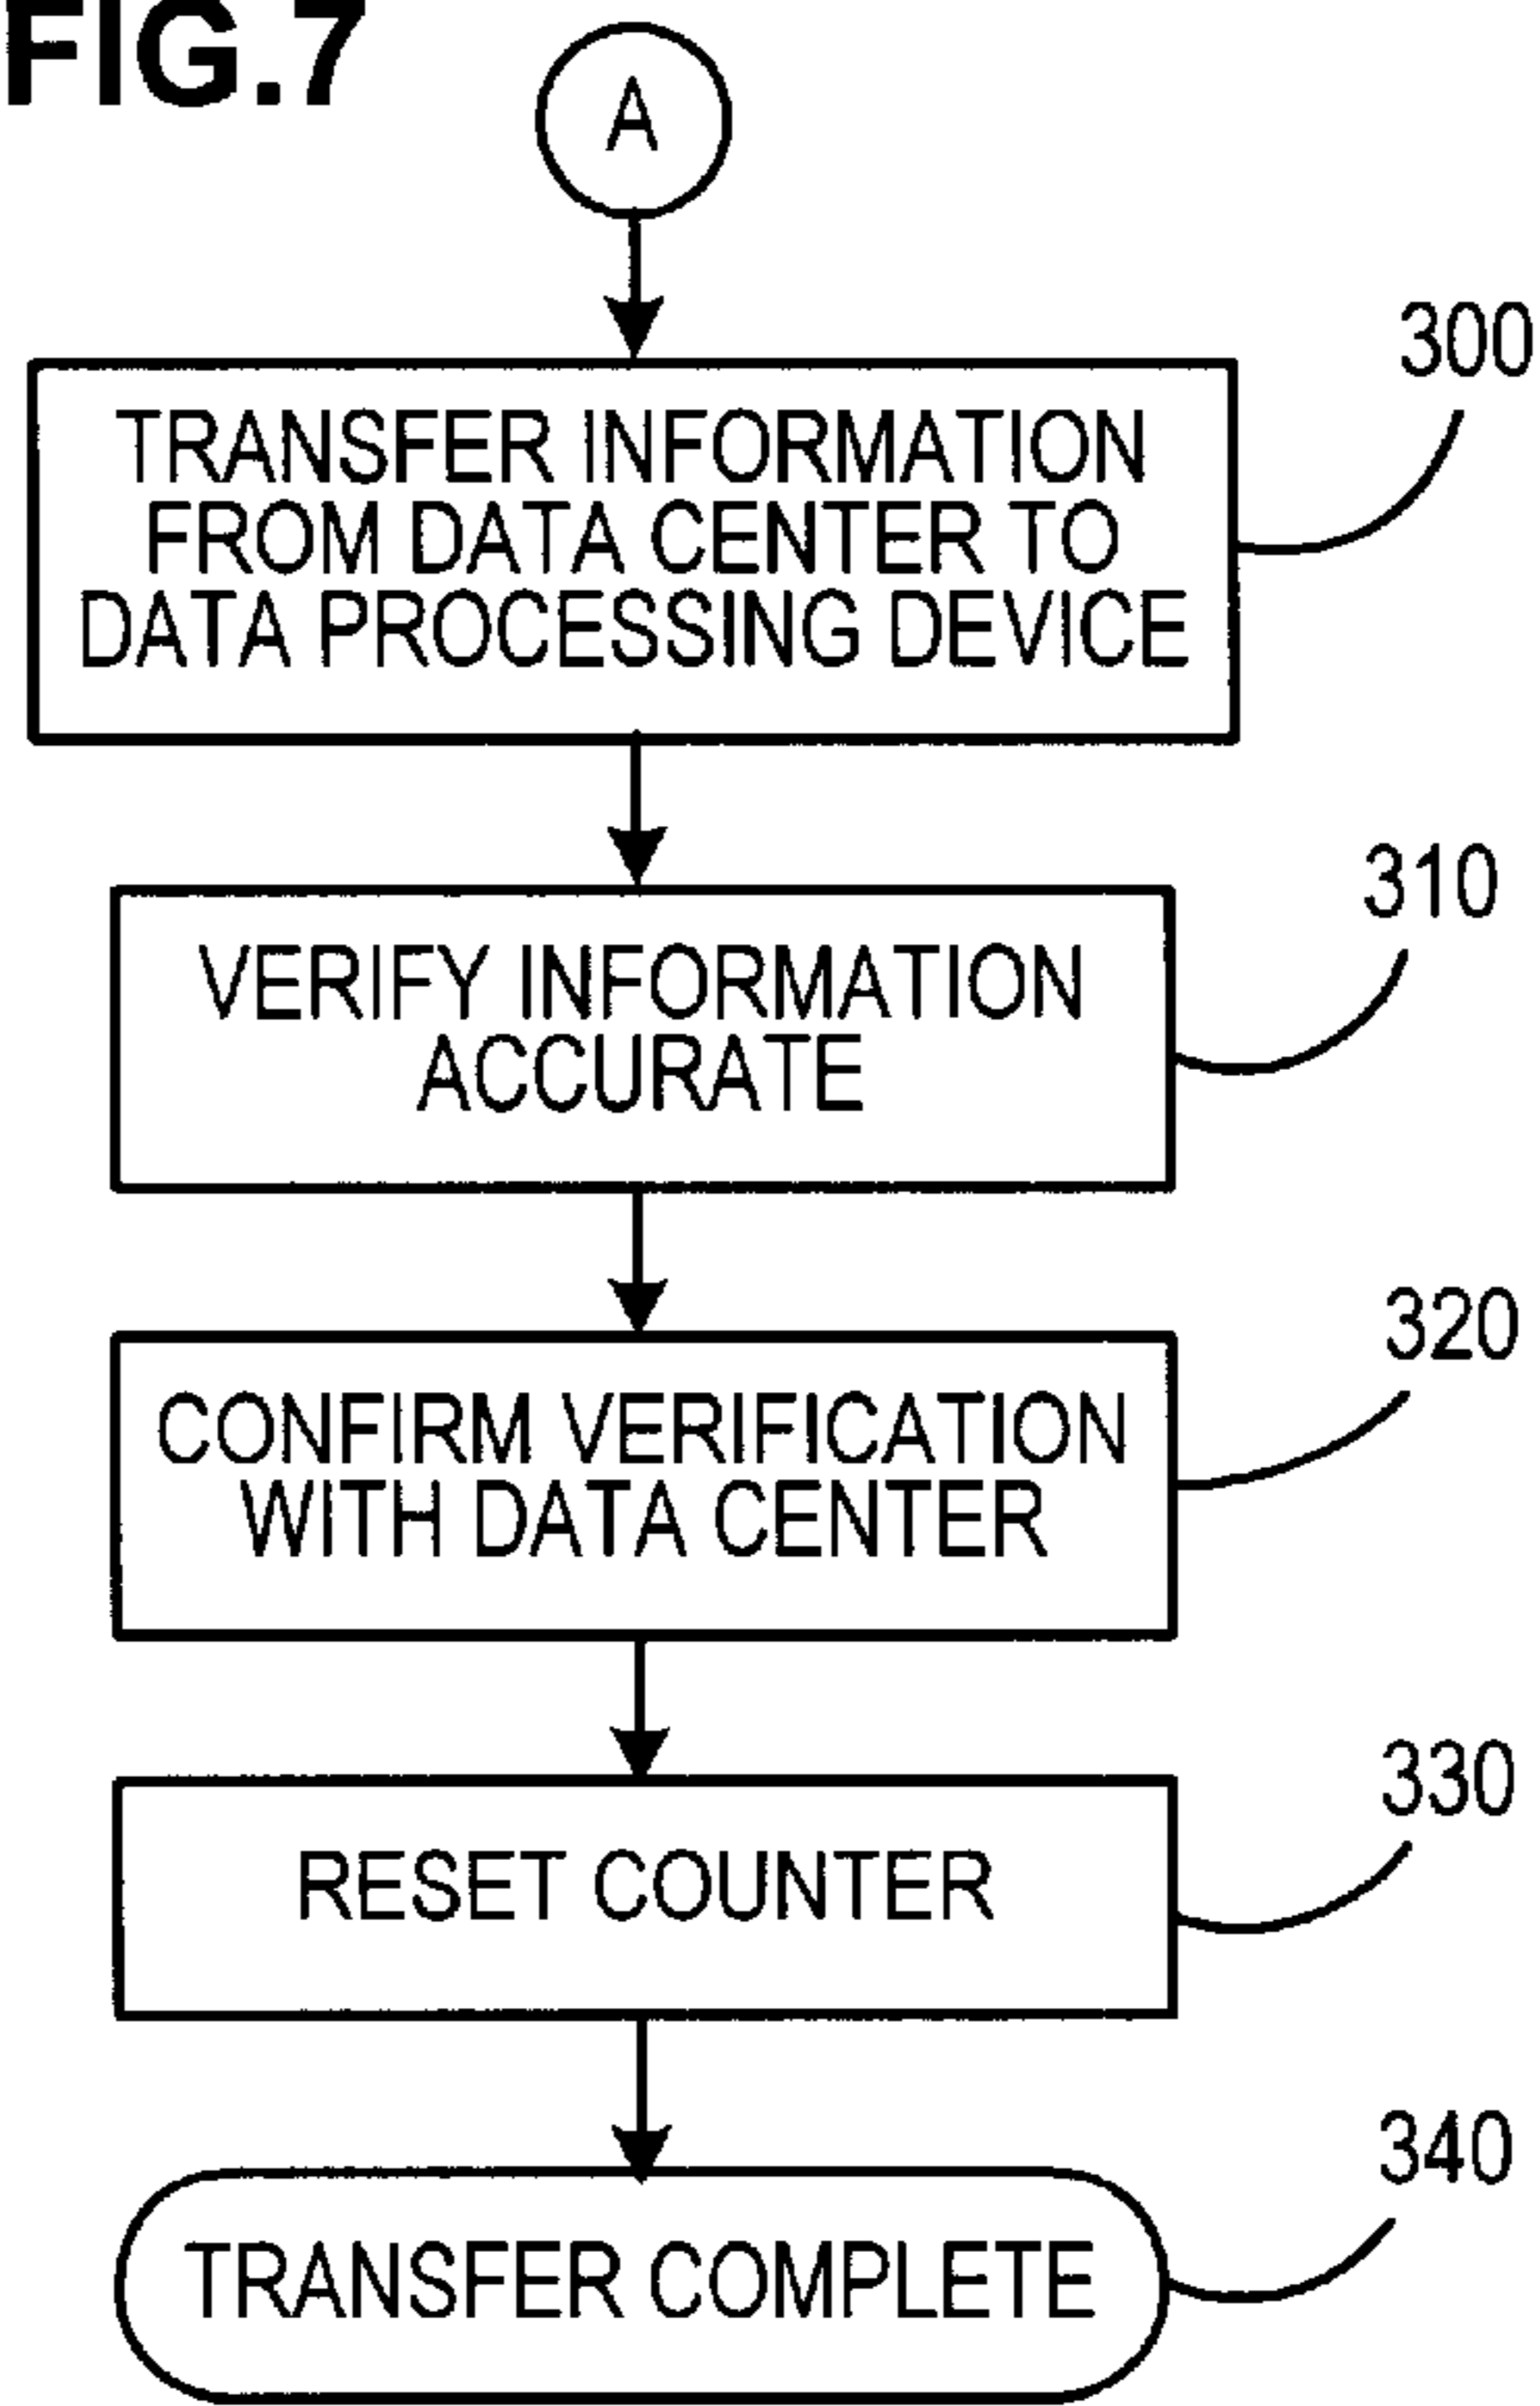 FIG.7
A
300
TRANSFER INFORMATION
FROM DATA CENTER TO
DATA PROCESSING DEVICE
310
VERIFY INFORMATION
ACCURATE
320
CONFIRM VERIFICATION
WITH DATA CENTER
330
RESET COUNTER
340
TRANSFER COMPLETE